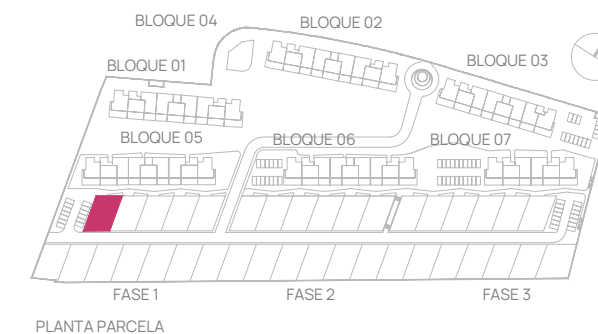 BLOQUE 04
BLOQUE 02
BLOQUE 03
BLOQUE 01
BLOQUE 05
BLOQUE 06
BLOQUE 07
FASE 1
FASE 2
FASE 3
PLANTA PARCELA